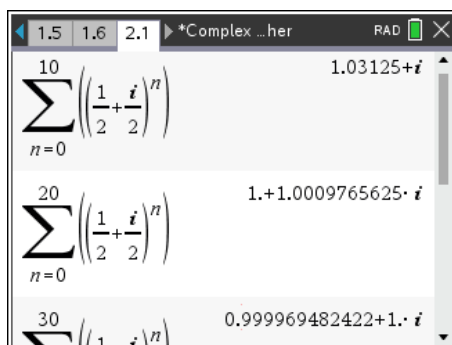 1.5 1.6 2.1 *Complex ...her RAD
10
∑ ((1/2+i/2)^n) 1.03125+i
n=0
20
∑ ((1/2+i/2)^n) 1.+1.0009765625· i
n=0
30
∑ ((1 i)^n) 0.999969482422+1.· i